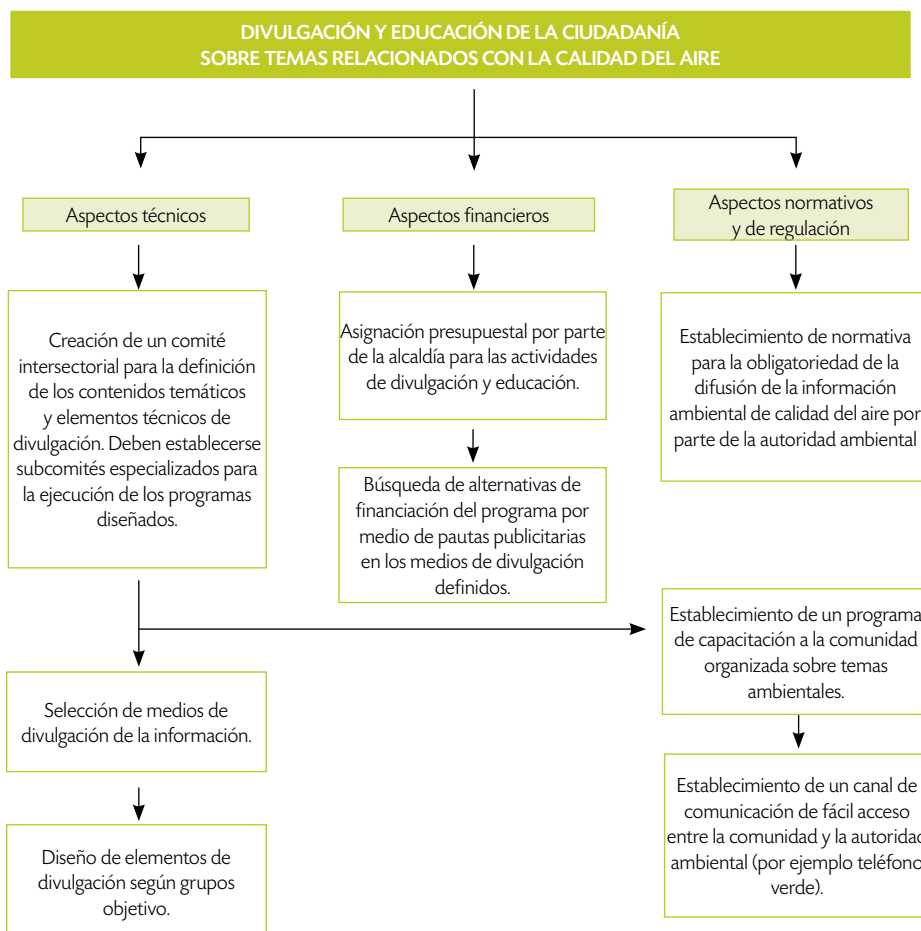 DIVULGACIÓN Y EDUCACIÓN DE LA CIUDADANÍA
SOBRE TEMAS RELACIONADOS CON LA CALIDAD DEL AIRE
Aspectos técnicos
Creación de un comité
intersectorial para la definición
de los contenidos temáticos
y elementos técnicos de
divulgación. Deben establecerse
subcomités especializados para
la ejecución de los programas
diseñados.
Selección de medios de
divulgación de la información.
Diseño de elementos de
divulgación según grupos
objetivo.
Aspectos financieros
Asignación presupuestal por parte
de la alcaldía para las actividades
de divulgación y educación.
Búsqueda de alternativas de
financiación del programa por
medio de pautas publicitarias
en los medios de divulgación
definidos.
Aspectos normativos
y de regulación
Establecimiento de normativa
para la obligatoriedad de la
difusión de la información
ambiental de calidad del aire por
parte de la autoridad ambiental
Establecimiento de un programa
de capacitación a la comunidad
organizada sobre temas
ambientales.
Establecimiento de un canal de
comunicación de fácil acceso
entre la comunidad y la autoridad
ambiental (por ejemplo teléfono
verde).